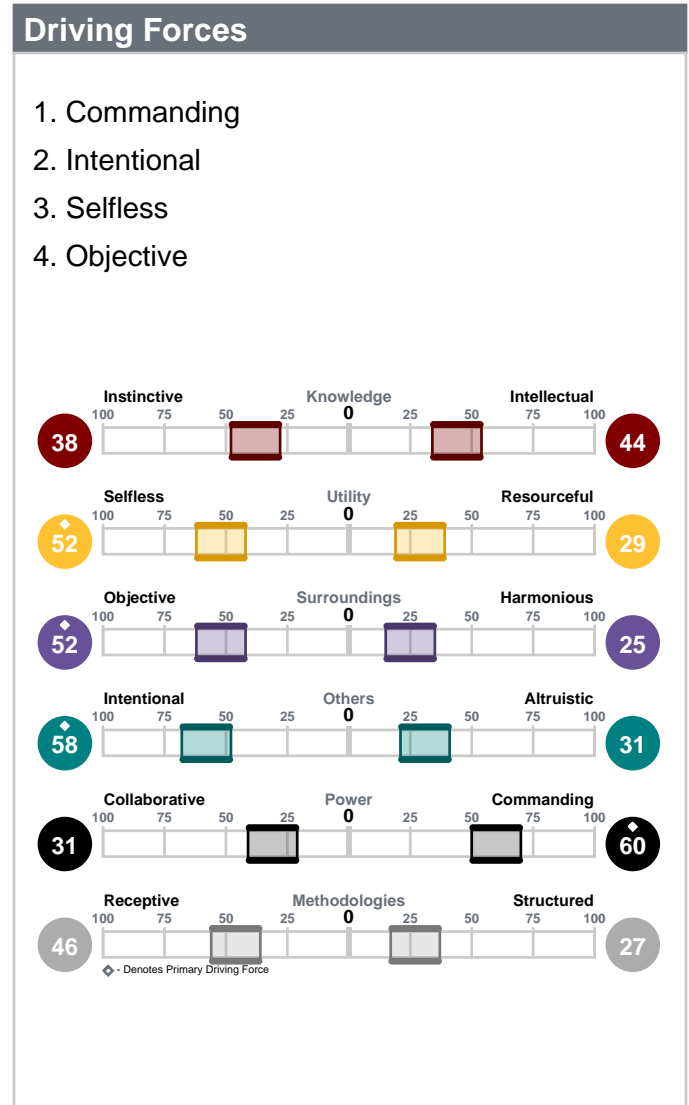 Driving Forces
1. Commanding
2. Intentional
3. Selfless
4. Objective
Instinctive Knowledge Intellectual
100 75 50 25 0 25 50 75 100
38 44
Selfless Utility Resourceful
100 75 50 25 0 25 50 75 100
52 29
Objective Surroundings Harmonious
100 75 50 25 0 25 50 75 100
52 25
Intentional Others Altruistic
100 75 50 25 0 25 50 75 100
58 31
Collaborative Power Commanding
100 75 50 25 0 25 50 75 100
31 60
Receptive Methodologies Structured
100 75 50 25 0 25 50 75 100
46 27
- Denotes Primary Driving Force